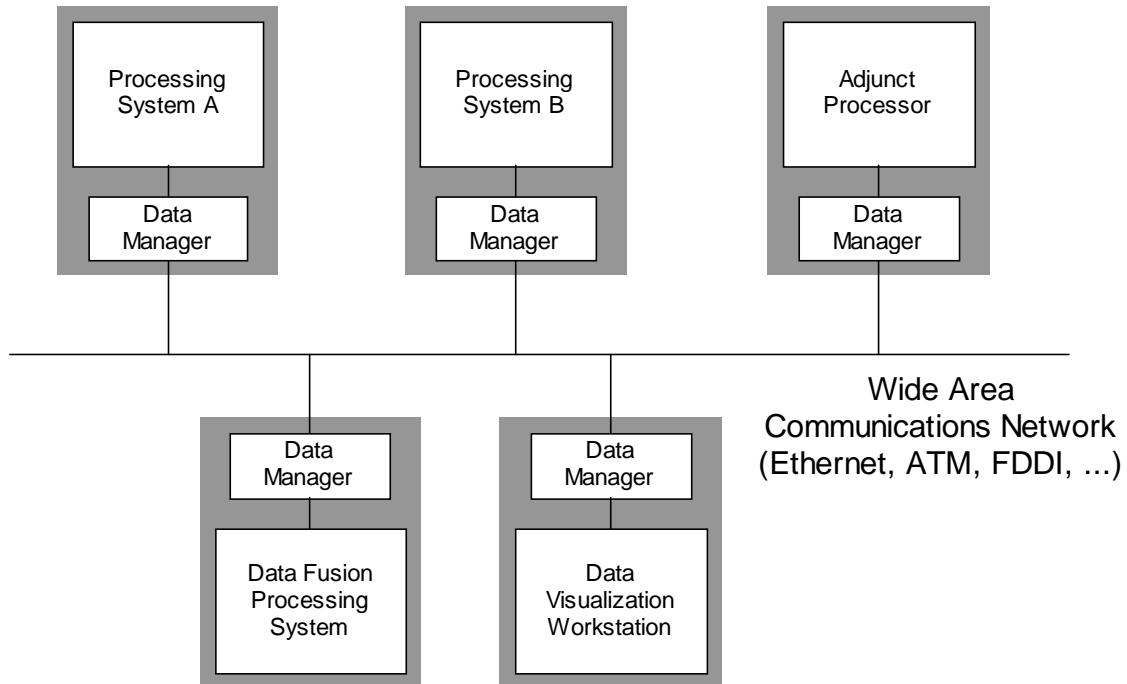 Processing
System A
Data
Manager
Processing
System B
Data
Manager
Adjunct
Processor
Data
Manager
Wide Area
Communications Network
(Ethernet, ATM, FDDI, ...)
Data
Manager
Data Fusion
Processing
System
Data
Manager
Data
Visualization
Workstation